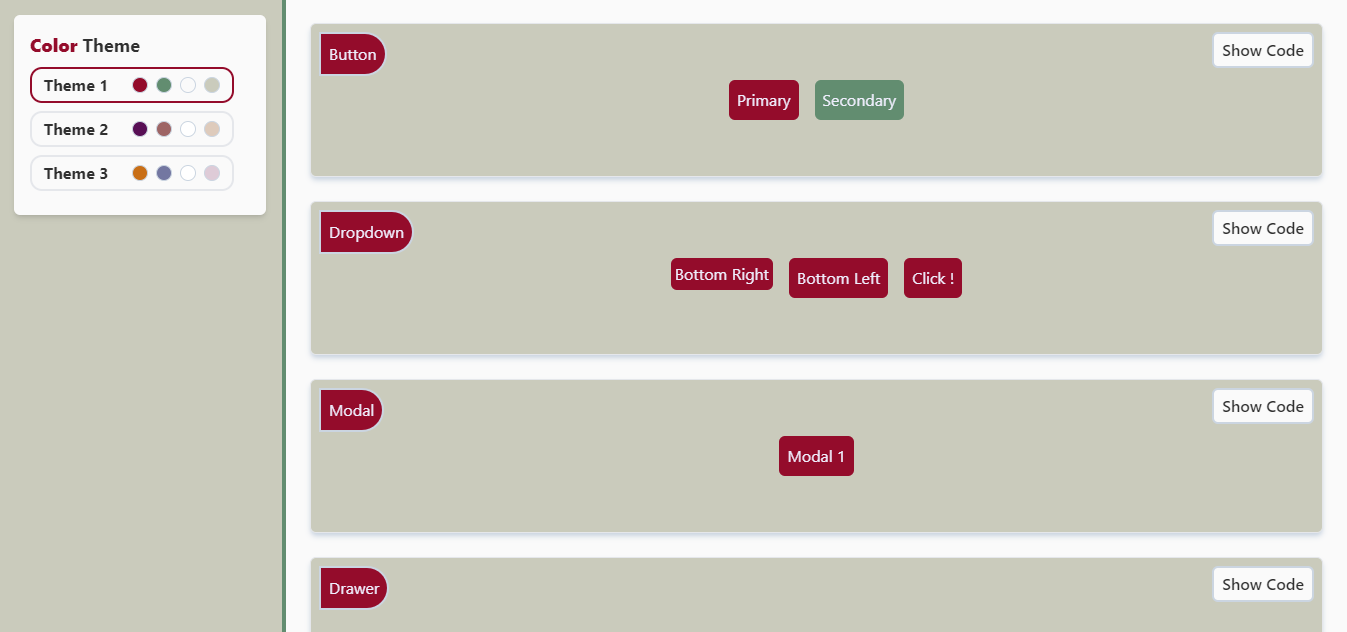 Color Theme
Theme 1
Theme 2
Theme 3
Button
Show Code
Primary
Secondary
Dropdown
Show Code
Bottom Right
Bottom Left
Click !
Modal
Show Code
Modal 1
Drawer
Show Code